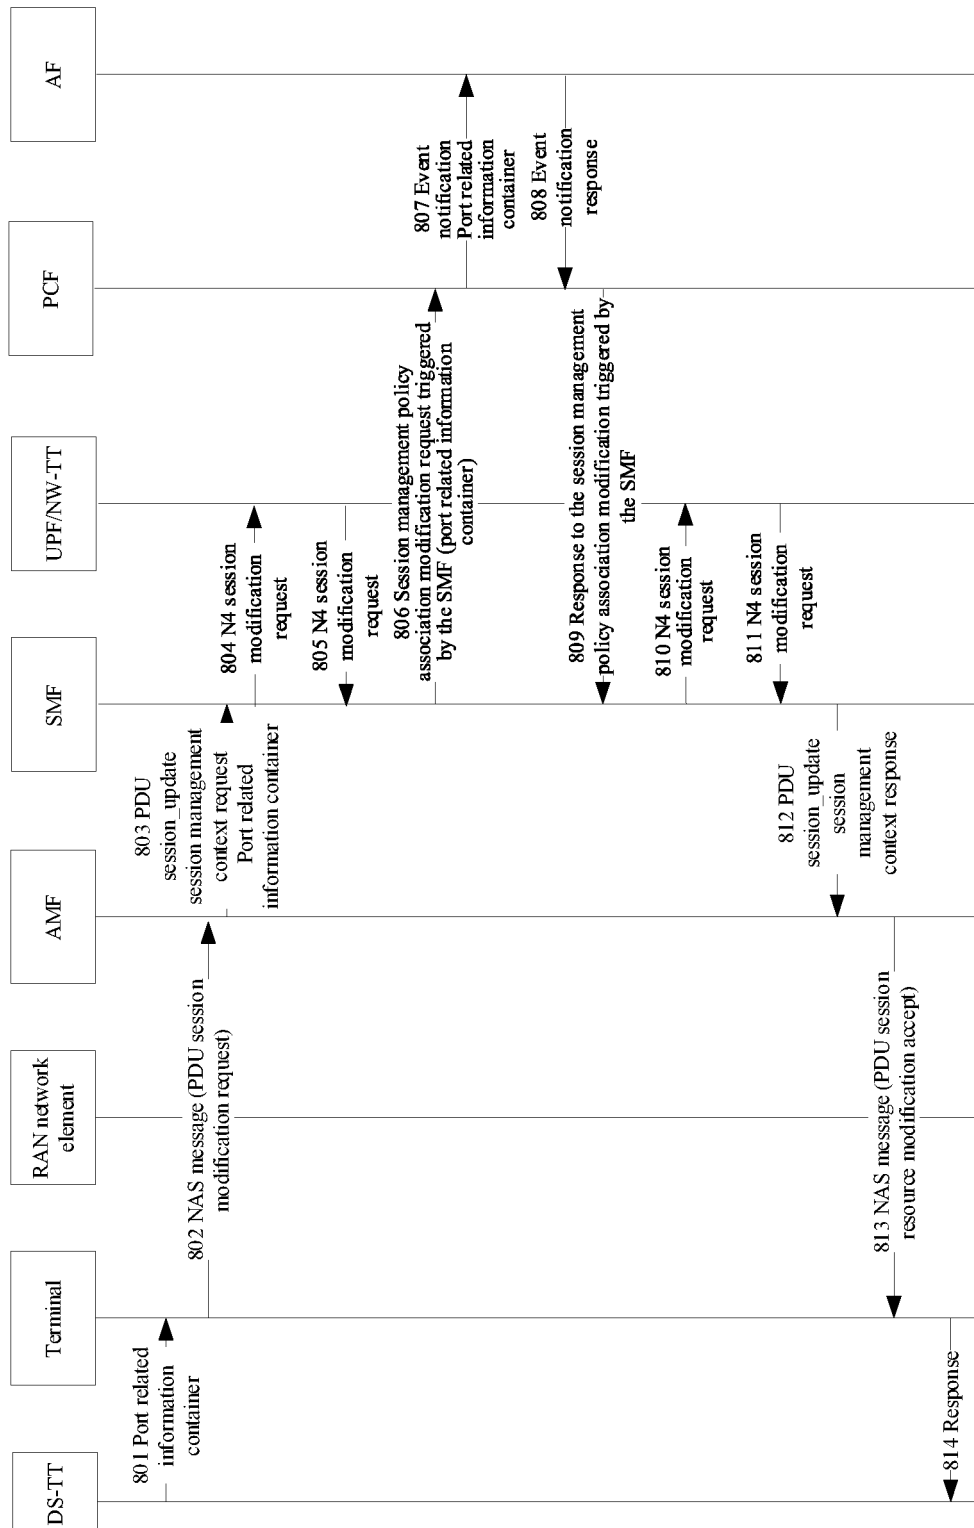 DS-TT
Terminal
RAN network
element
AMF
SMF
UPF/NW-TT
PCF
AF
801 Port related
information
container
802 NAS message (PDU session
modification request)
803 PDU
session_update
session management
context request
Port related
information container
804 N4 session
modification
request
805 N4 session
modification
request
806 Session management policy
association modification request triggered
by the SMF (port related information
container)
807 Event
notification
Port related
information
container
808 Event
notification
response
809 Response to the session management
policy association modification triggered by
the SMF
810 N4 session
modification
request
811 N4 session
modification
request
812 PDU
session_update
session
management
context response
813 NAS message (PDU session
resource modification accept)
814 Response